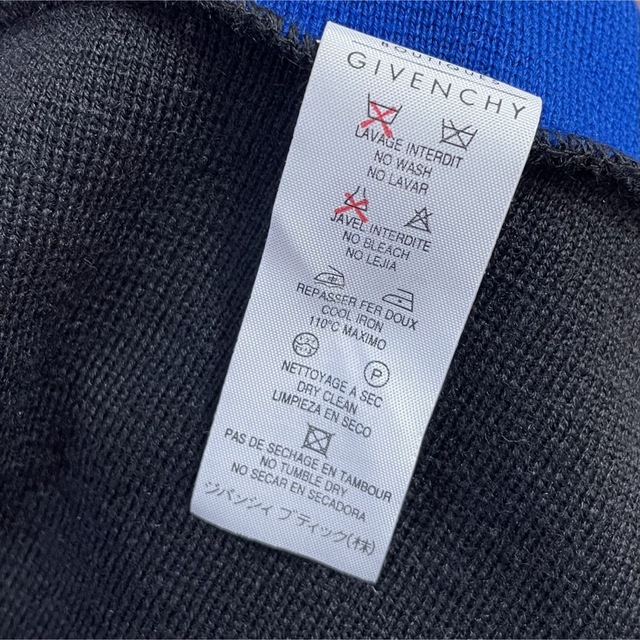 BOUTIQUES
GIVENCHY
LAVAGE INTERDIT
NO WASH
NO LAVAR
JAVEL INTERDITE
NO BLEACH
NO LEJIA
REPASSER FER DOUX
COOL IRON
110°C MAXIMO
P
NETTOYAGE A SEC
DRY CLEAN
LIMPIEZA EN SECO
PAS DE SECHAGE EN TAMBOUR
NO TUMBLE DRY
NO SECAR EN SECADORA
ジバンシィ ブティック(株)